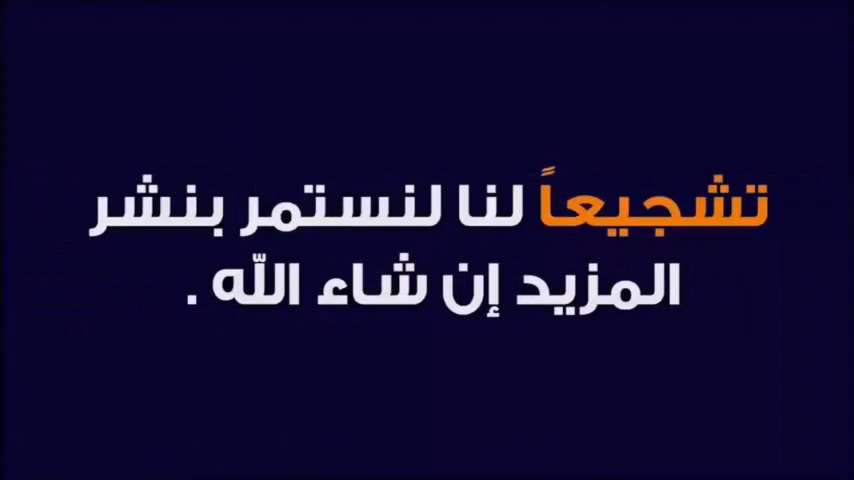 تشجيعاً لنا لنستمر بنشر
المزيد إن شاء الله .